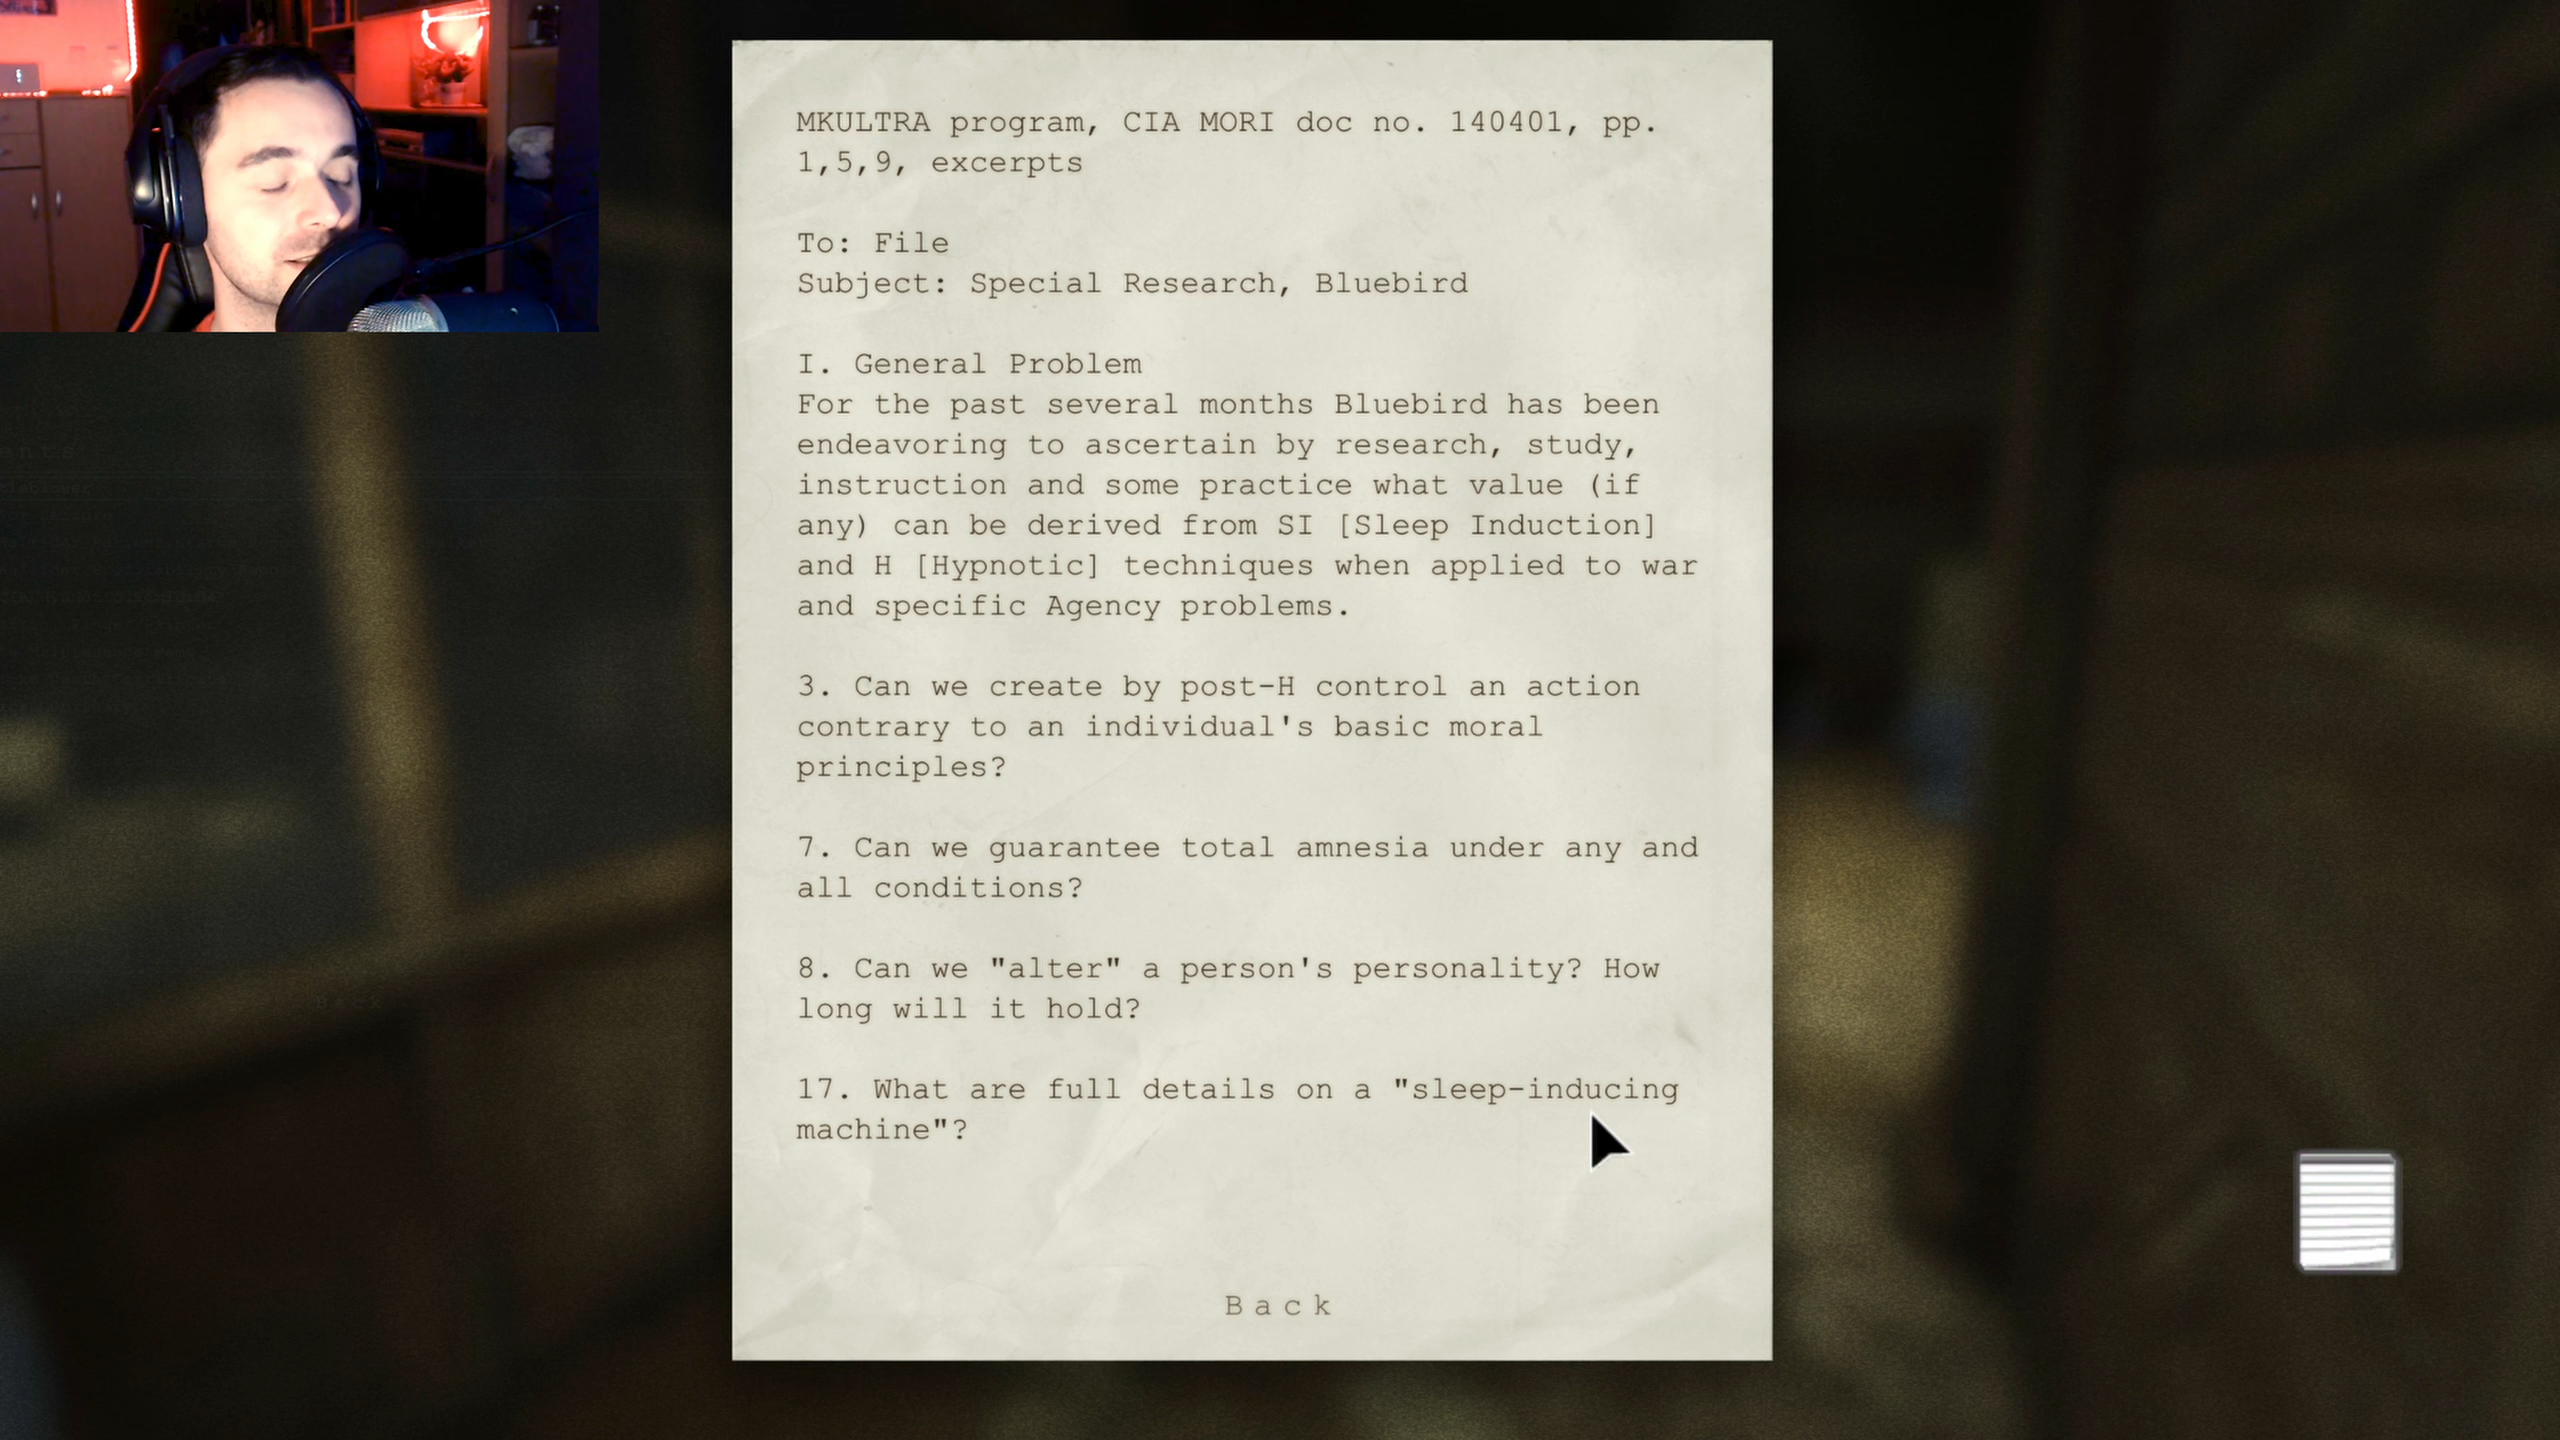 MKULTRA program, CIA MORI doc no. 140401, pp.
1,5,9, excerpts
To: File
Subject: Special Research, Bluebird
I. General Problem
For the past several months Bluebird has been
endeavoring to ascertain by research, study,
instruction and some practice what value (if
any) can be derived from SI [Sleep Induction]
and H [Hypnotic] techniques when applied to war
and specific Agency problems.
3. Can we create by post-H control an action
contrary to an individual's basic moral
principles?
7. Can we guarantee total amnesia under any and
all conditions?
8. Can we "alter" a person's personality? How
long will it hold?
17. What are full details on a "sleep-inducing
machine"?
Back